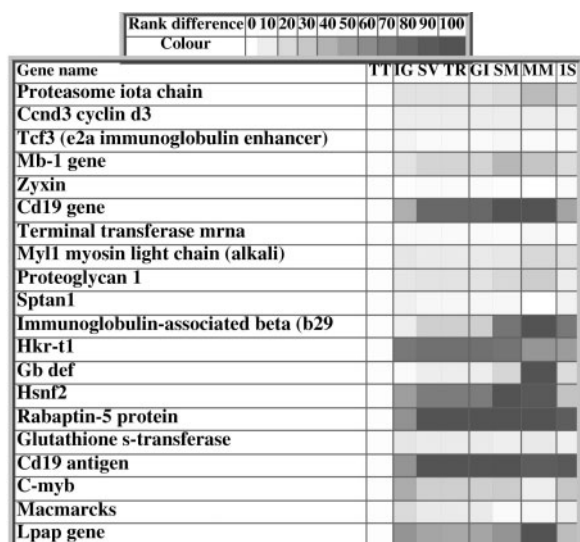 Rank difference 0 10 20 30 40 50 60 70 80 90 100
Colour
Gene name TT IG SV TR GI SM MM 1S
Proteasome iota chain
Ccnd3 cyclin d3
Tcf3 (e2a immunoglobulin enhancer)
Mb-1 gene
Zyxin
Cd19 gene
Terminal transferase mrna
Myl1 myosin light chain (alkali)
Proteoglycan 1
Sptan1
Immunoglobulin-associated beta (b29
Hkr-t1
Gb def
Hsnf2
Rabaptin-5 protein
Glutathione s-transferase
Cd19 antigen
C-myb
Macmarcks
Lpap gene